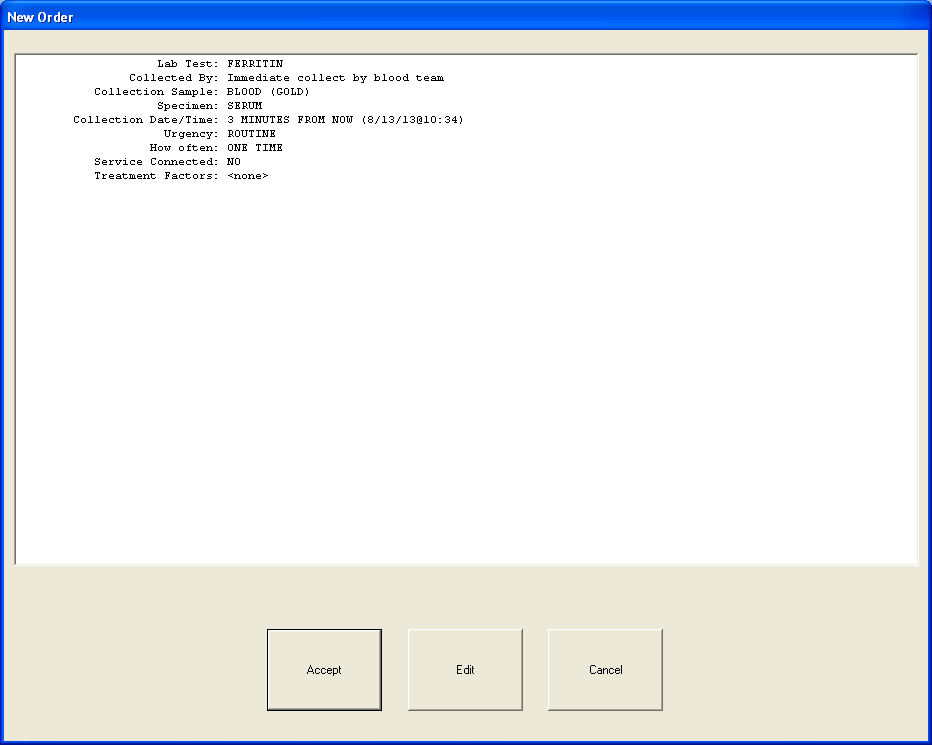 New Order
Lab Test: FERRITIN
Collected By: Immediate collect by blood team
Collection Sample: BLOOD (GOLD)
Specimen: SERUM
Collection Date/Time: 3 MINUTES FROM NOW (8/13/13@10:34)
Urgency: ROUTINE
How often: ONE TIME
Service Connected: NO
Treatment Factors: <none>
Accept Edit Cancel